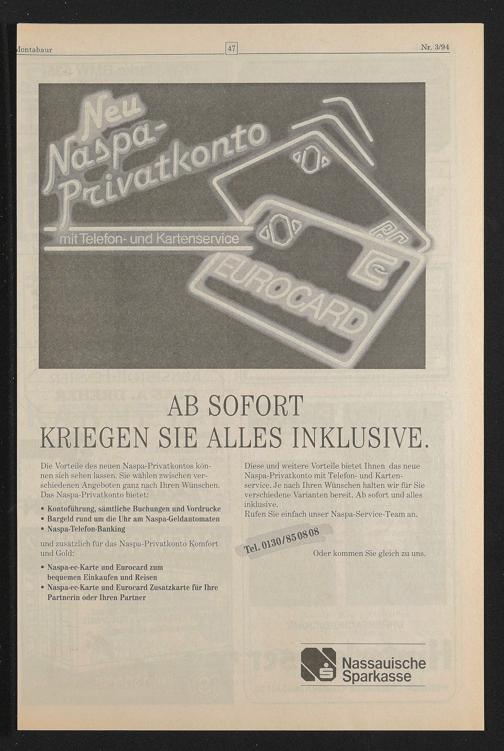 Montabaur
47
Nr. 3/94
Neu
Naspa-
Privatkonto
mit Telefon- und Kartenservice
EC
EUROCARD
AB SOFORT
KRIEGEN SIE ALLES INKLUSIVE.
Die Vorteile des neuen Naspa-Privatkontos kön-
nen sich sehen lassen. Sie wählen zwischen ver-
schiedenen Angeboten ganz nach Ihren Wünschen.
Das Naspa-Privatkonto bietet:
• Kontoführung, sämtliche Buchungen und Vordrucke
• Bargeld rund um die Uhr am Naspa-Geldautomaten
• Naspa-Telefon-Banking
und zusätzlich für das Naspa-Privatkonto Komfort
und Gold:
• Naspa-ec-Karte und Eurocard zum
bequemen Einkaufen und Reisen
• Naspa-ec-Karte und Eurocard Zusatzkarte für Ihre
Partnerin oder Ihren Partner
Diese und weitere Vorteile bietet Ihnen das neue
Naspa-Privatkonto mit Telefon- und Karten-
service. Je nach Ihren Wünschen halten wir für Sie
verschiedene Varianten bereit. Ab sofort und alles
inklusive.
Rufen Sie einfach unser Naspa-Service-Team an.
Tel. 0130/85 08 08
Oder kommen Sie gleich zu uns.
Nassauische
Sparkasse